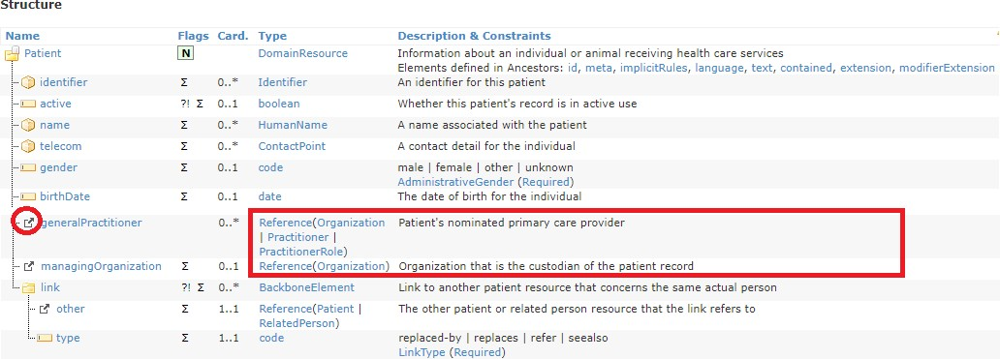 Structure
Name Flags Card. Type Description & Constraints
Patient N DomainResource Information about an individual or animal receiving health care services
Elements defined in Ancestors: id, meta, implicitRules, language, text, contained, extension, modifierExtension
identifier Σ 0..* Identifier An identifier for this patient
active ?! Σ 0..1 boolean Whether this patient's record is in active use
name Σ 0..* HumanName A name associated with the patient
telecom Σ 0..* ContactPoint A contact detail for the individual
gender Σ 0..1 code male | female | other | unknown
AdministrativeGender (Required)
birthDate Σ 0..1 date The date of birth for the individual
generalPractitioner 0..* Reference(Organization Patient's nominated primary care provider
| Practitioner |
PractitionerRole)
managingOrganization Σ 0..1 Reference(Organization) Organization that is the custodian of the patient record
link ?! Σ 0..* BackboneElement Link to another patient resource that concerns the same actual person
other Σ 1..1 Reference(Patient | The other patient or related person resource that the link refers to
RelatedPerson)
type Σ 1..1 code replaced-by | replaces | refer | seealso
LinkType (Required)